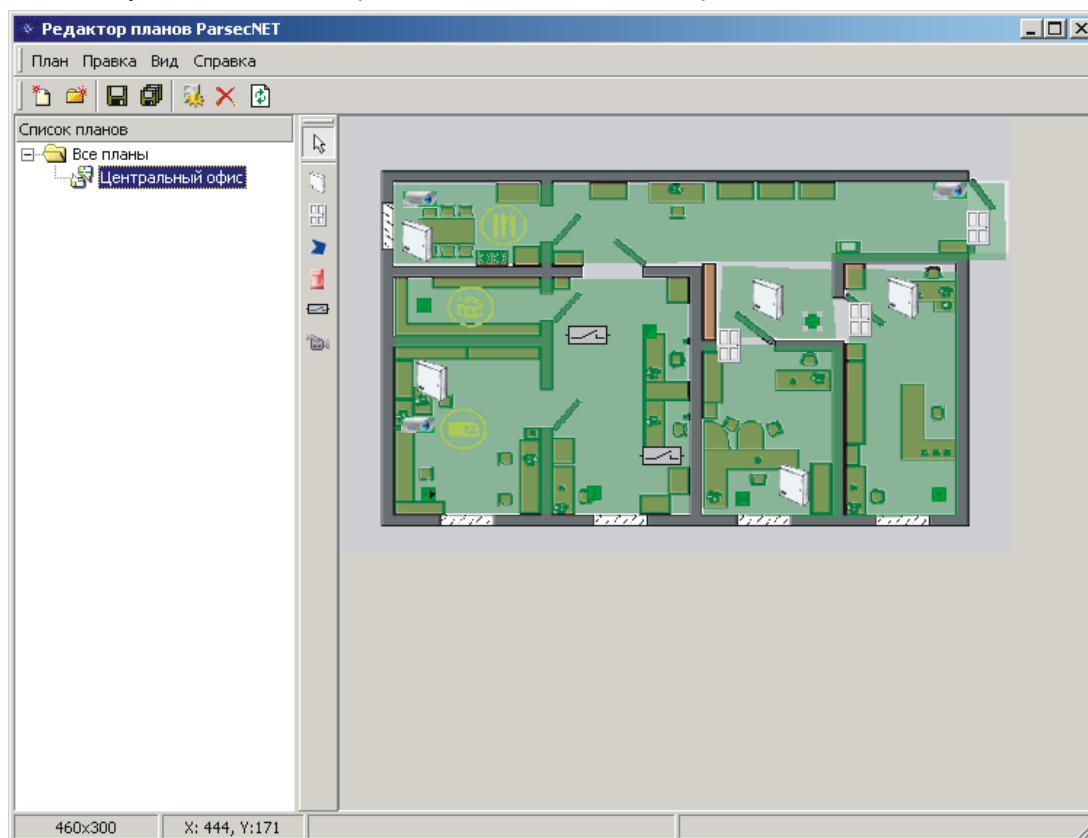 Редактор планов ParsecNET
План Правка Вид Справка
Список планов
Все планы
Центральный офис
460x300 X: 444, Y:171